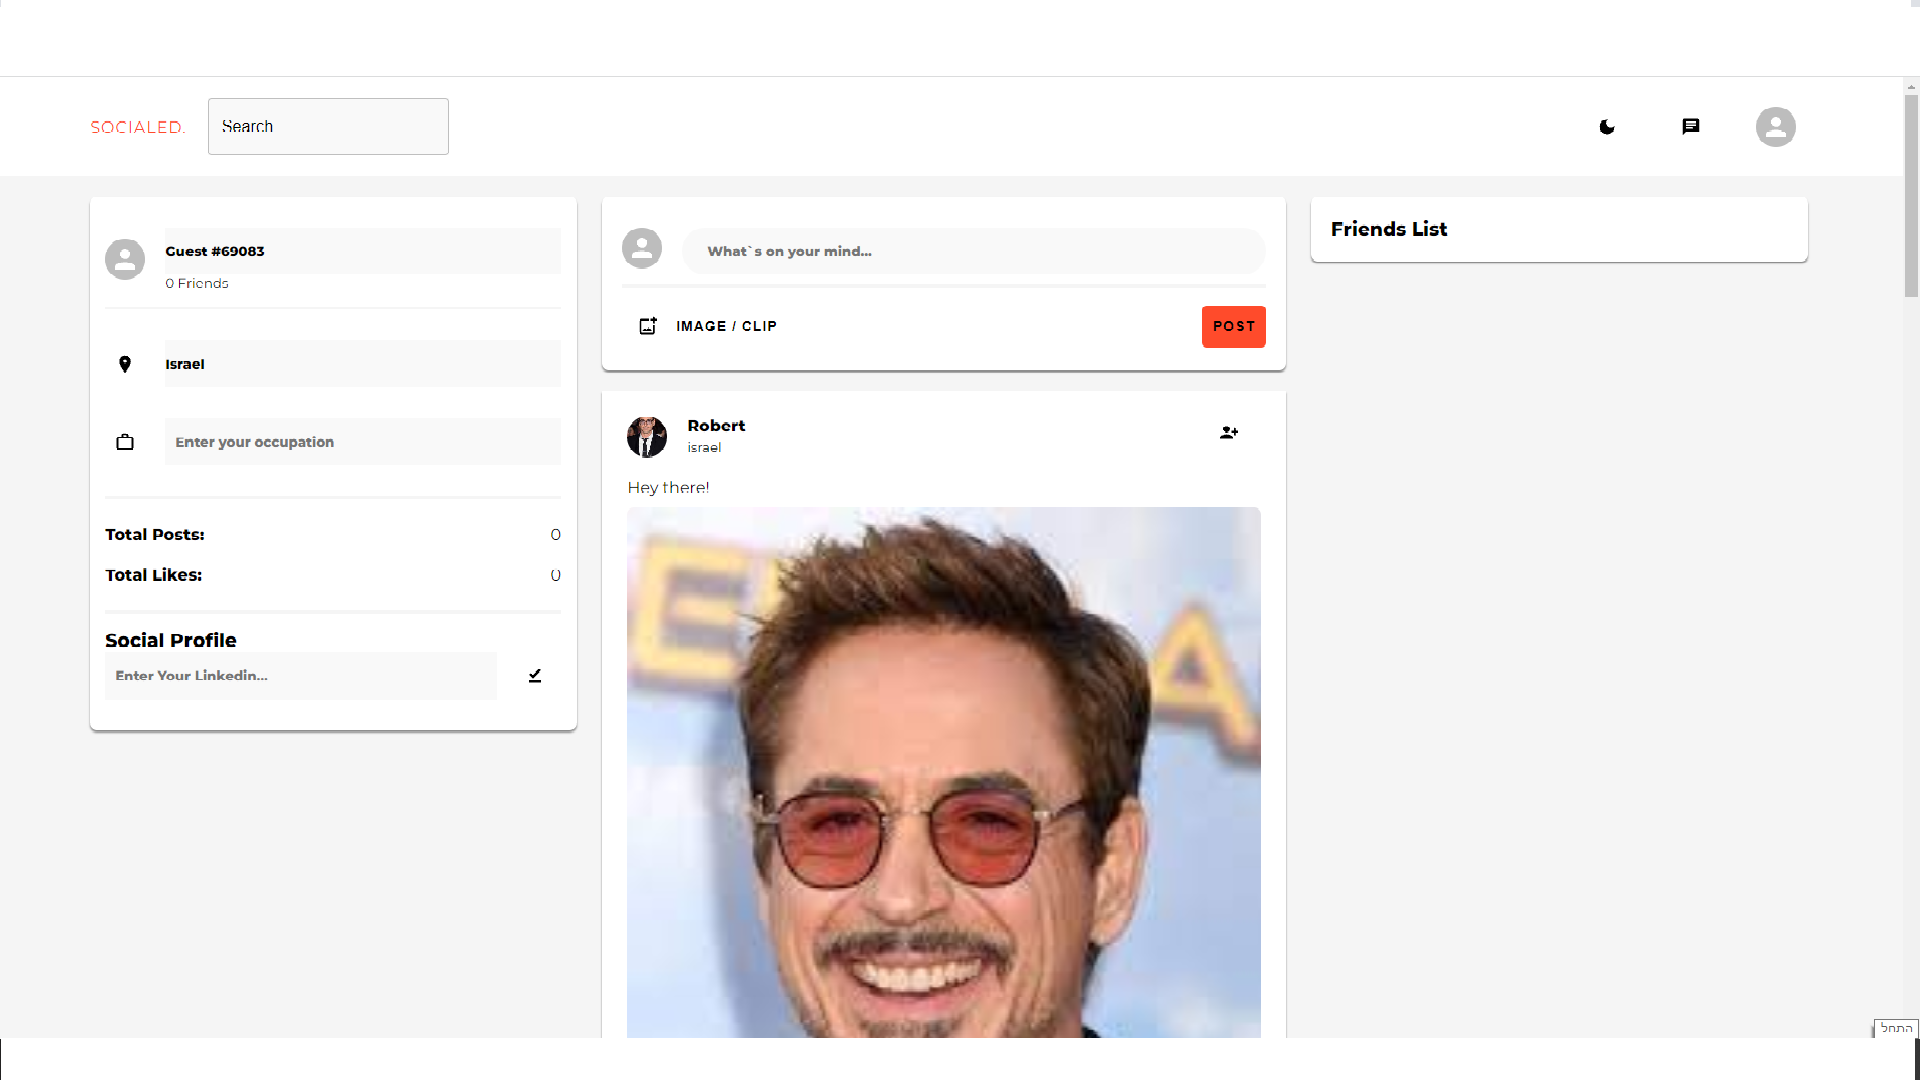 SOCIALED.
Search
Guest #69083
0 Friends
Israel
Enter your occupation
Total Posts: 0
Total Likes: 0
Social Profile
Enter Your Linkedin...
What`s on your mind...
IMAGE / CLIP
POST
Robert
israel
Hey there!
E
A
Friends List
התחל